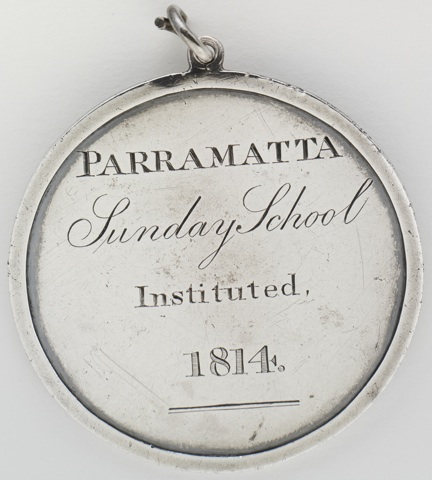 PARRAMATTA
Sunday School
Instituted,
1814.